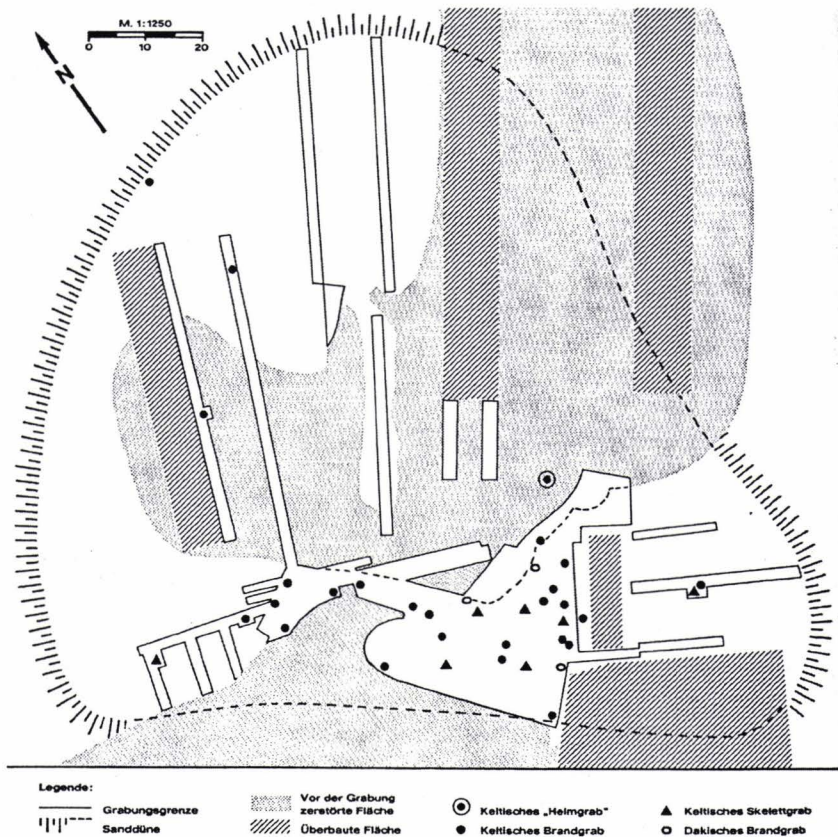 M. 1:1250
0 10 20
N
Legende:
Grabungsgrenze
Sanddüne
Vor der Grabung
zerstörte Fläche
Überbaute Fläche
Keltisches „Helmgrab"
Keltisches Brandgrab
Keltisches Skelettgrab
Dakisches Brandgrab